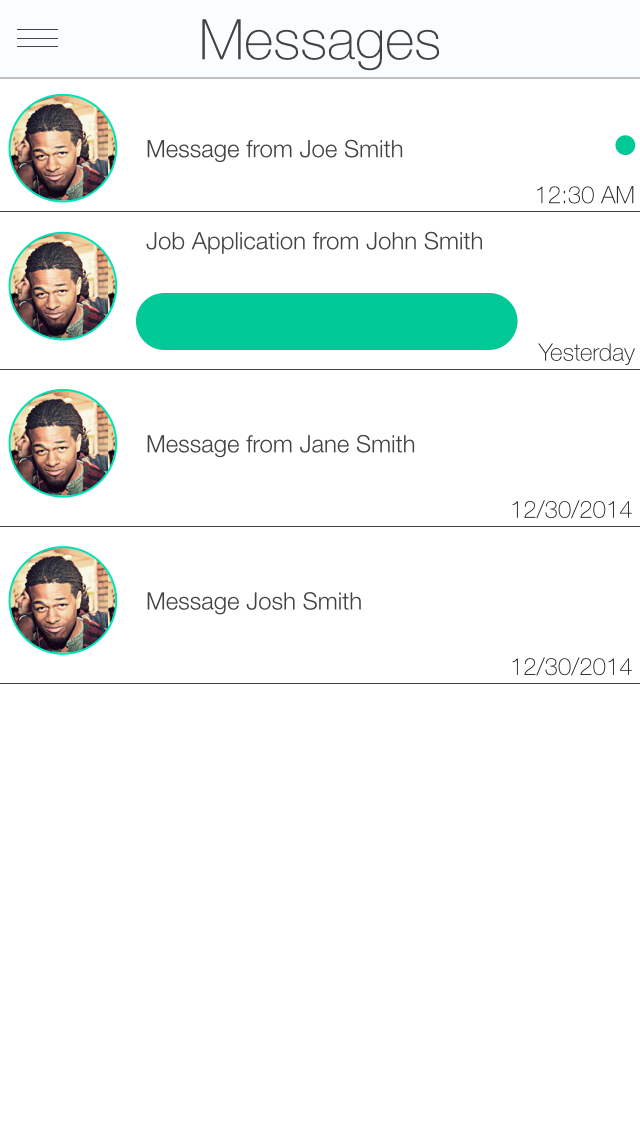 Messages
Message from Joe Smith
12:30 AM
Job Application from John Smith
Yesterday
Message from Jane Smith
12/30/2014
Message Josh Smith
12/30/2014